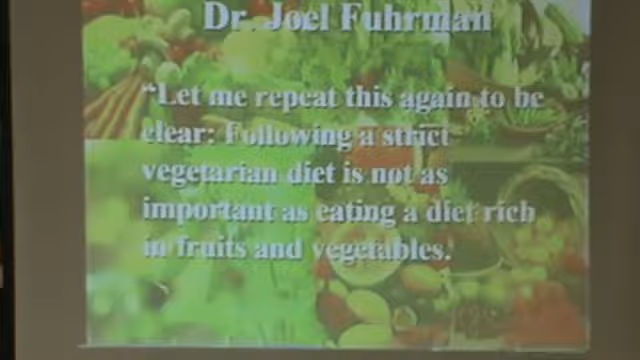 Dr. Joel Fuhrman
“Let me repeat this again to be
clear: Following a strict
vegetarian diet is not as
important as eating a diet rich
in fruits and vegetables.